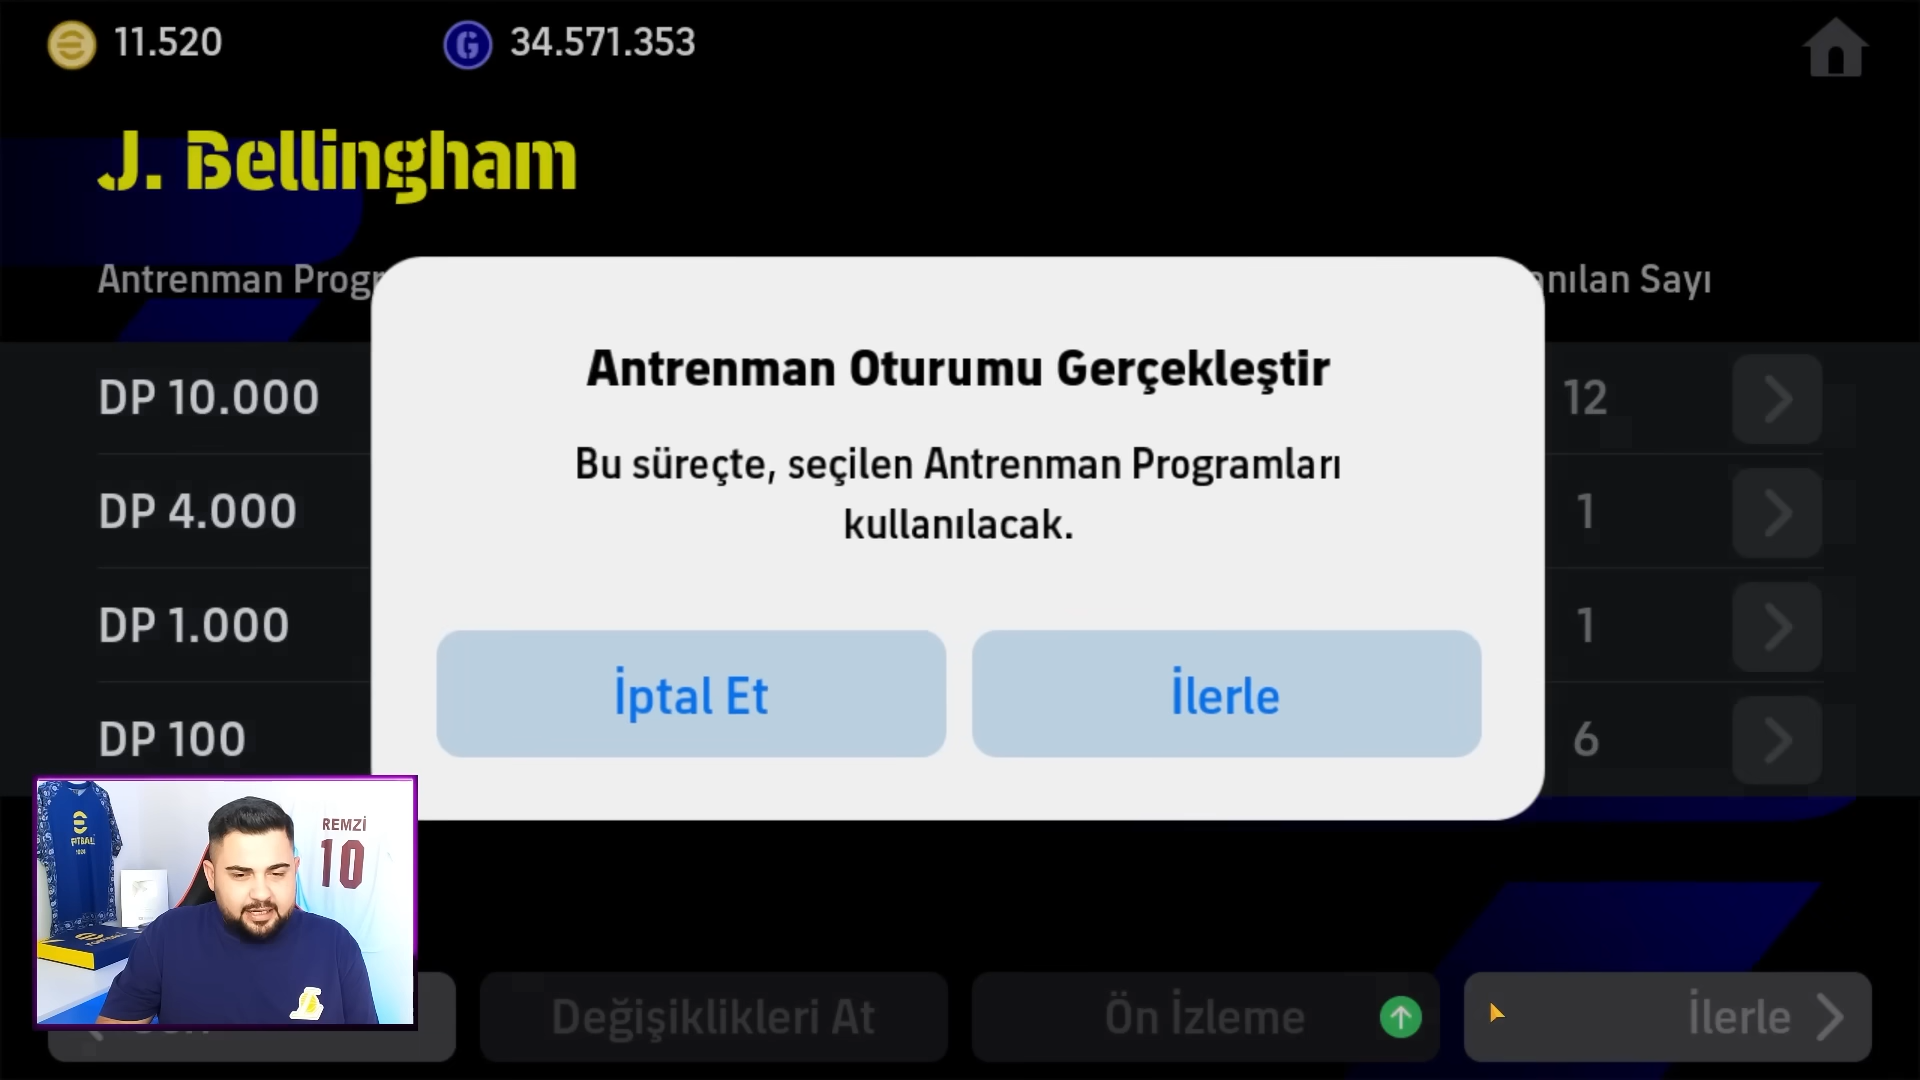 11.520
34.571.353
J. Bellingham
Antrenman Oturumu Gerçekleştir
Bu süreçte, seçilen Antrenman Programları
kullanılacak.
İptal Et
İlerle
Antrenman
Sayı
DP 10.000
12
DP 4.000
1
DP 1.000
1
DP 100
6
REMZİ
10
Değişiklikleri At
Ön İzleme
İlerle